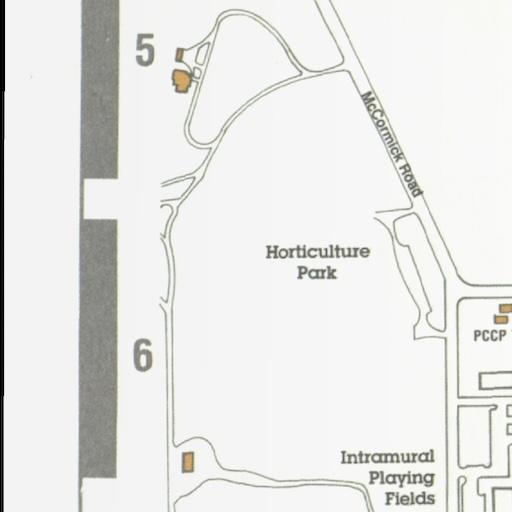 5
McCormick Road
Horticulture
Park
PCCP
6
Intramural
Playing
Fields